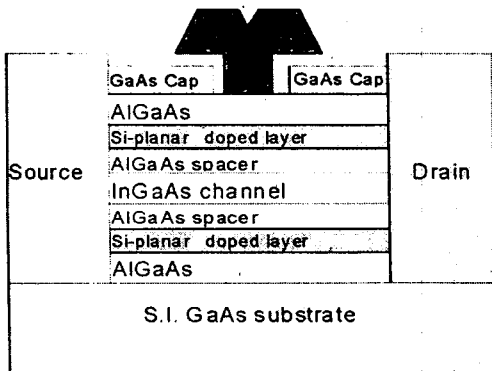 GaAs Cap
GaAs Cap
AlGaAs
Si-planar doped layer
AlGaAs spacer
Source
InGaAs channel
Drain
AlGaAs spacer
Si-planar doped layer
AlGaAs
S.I. GaAs substrate